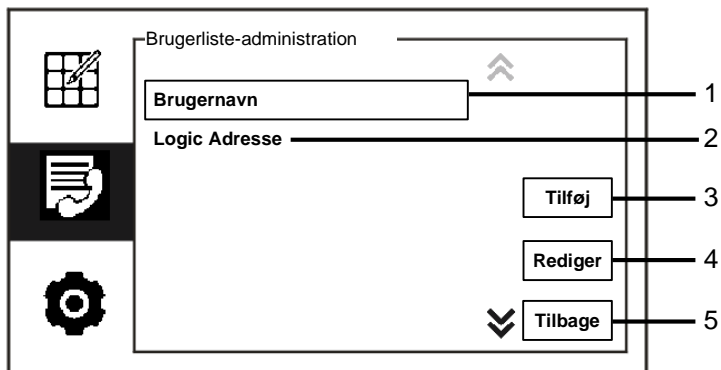 Brugerliste-administration
Brugernavn 1
Logic Adresse 2
Tilføj 3
Rediger 4
Tilbage 5